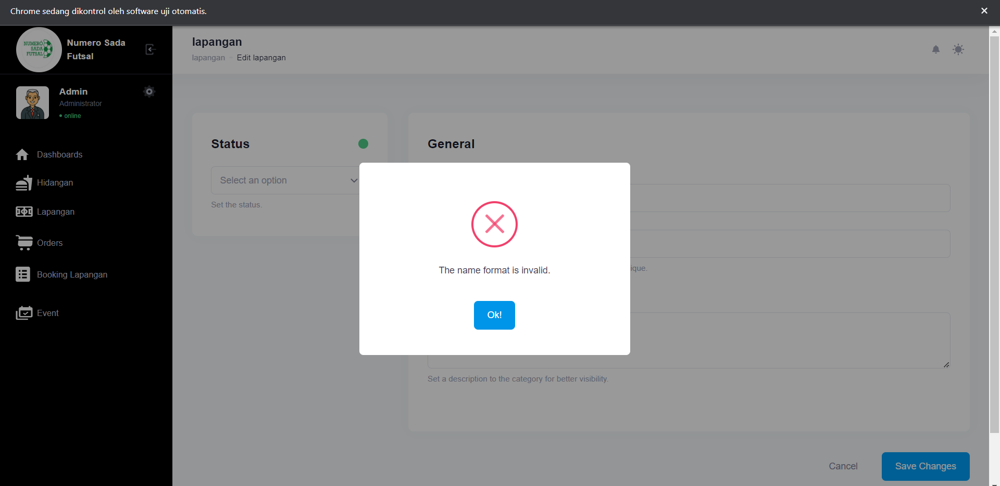 Chrome sedang dikontrol oleh software uji otomatis.
NUMERÓ
SADA
FUTSAL
Numero Sada
Futsal
Admin
Administrator
online
Dashboards
Hidangan
Lapangan
Orders
Booking Lapangan
Event
lapangan
lapangan - Edit lapangan
Status
Select an option
Set the status.
General
ique.
The name format is invalid.
Ok!
Set a description to the category for better visibility.
Cancel
Save Changes